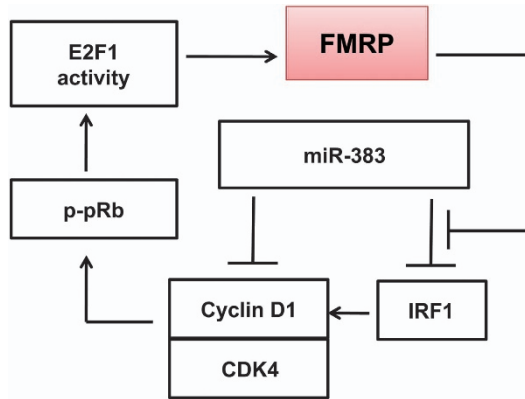 E2F1
activity
FMRP
miR-383
p-pRb
Cyclin D1
IRF1
CDK4